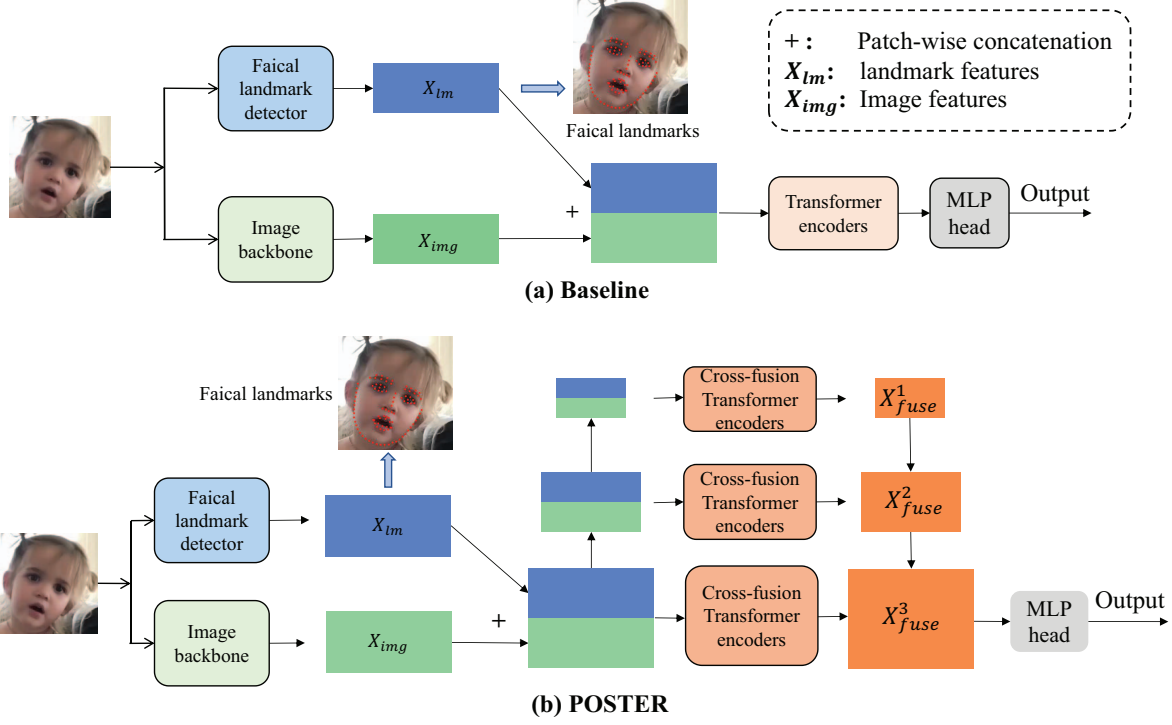 + : Patch-wise concatenation
X_lm: landmark features
X_img: Image features
Faical
landmark
detector
X_lm
Faical landmarks
Image
backbone
X_img
+
Transformer
encoders
MLP
head
Output
(a) Baseline
Faical landmarks
Faical
landmark
detector
X_lm
Image
backbone
X_img
+
Cross-fusion
Transformer
encoders
X^1_fuse
Cross-fusion
Transformer
encoders
X^2_fuse
Cross-fusion
Transformer
encoders
X^3_fuse
MLP
head
Output
(b) POSTER